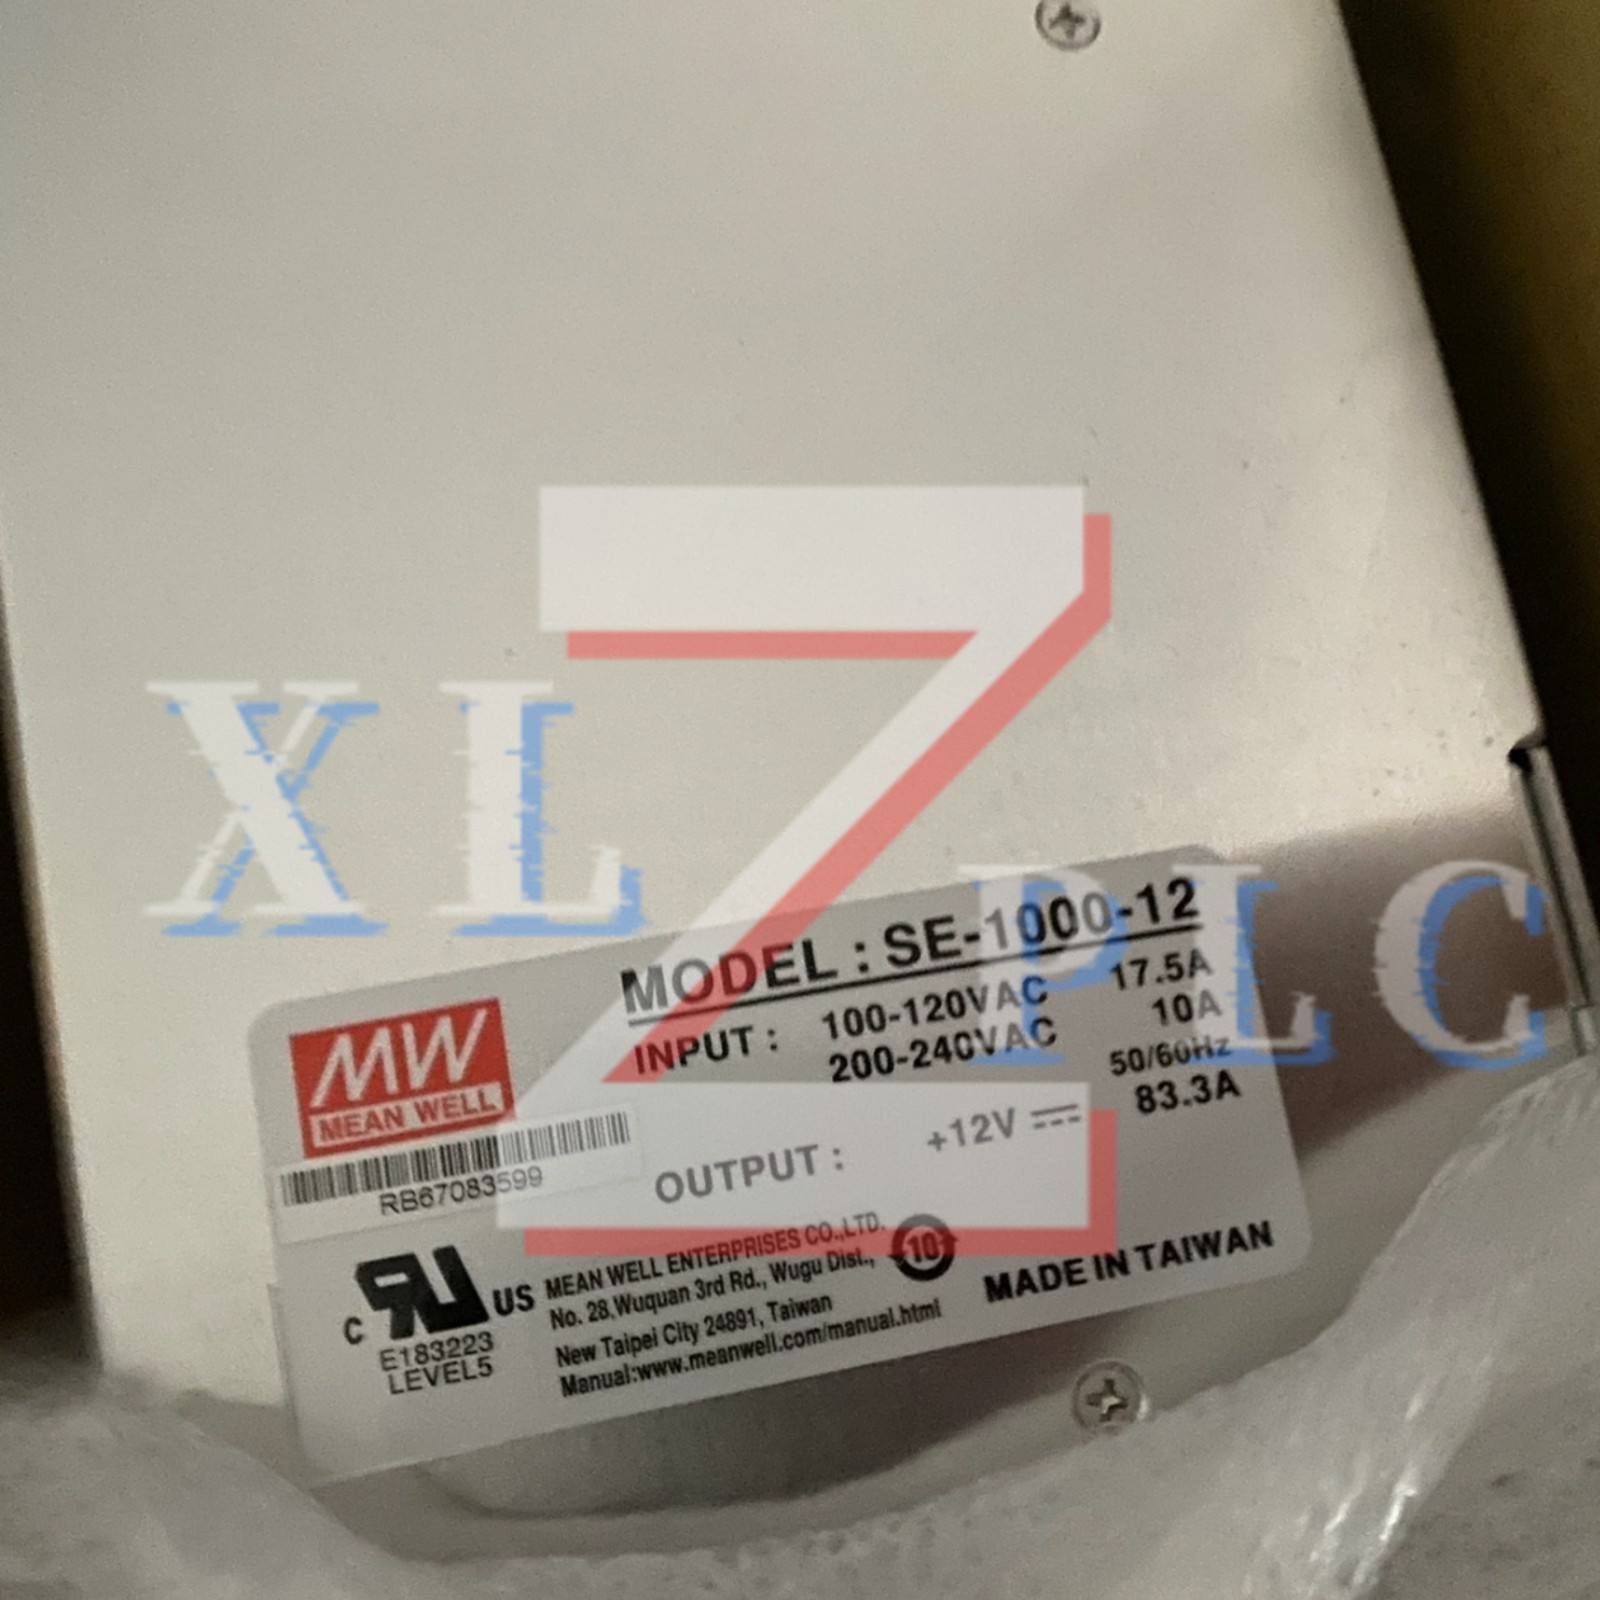 XL Z PLC
MODEL : SE-1000-12
INPUT : 100-120VAC 17.5A
200-240VAC 10A
50/60Hz
OUTPUT : +12V 83.3A
MW
MEAN WELL
RB67083599
C RU US
E183223
LEVEL5
MEAN WELL ENTERPRISES CO.,LTD.
No. 28,Wuquan 3rd Rd., Wugu Dist.,
New Taipei City 24891, Taiwan
Manual:www.meanwell.com/manual.html
10
MADE IN TAIWAN